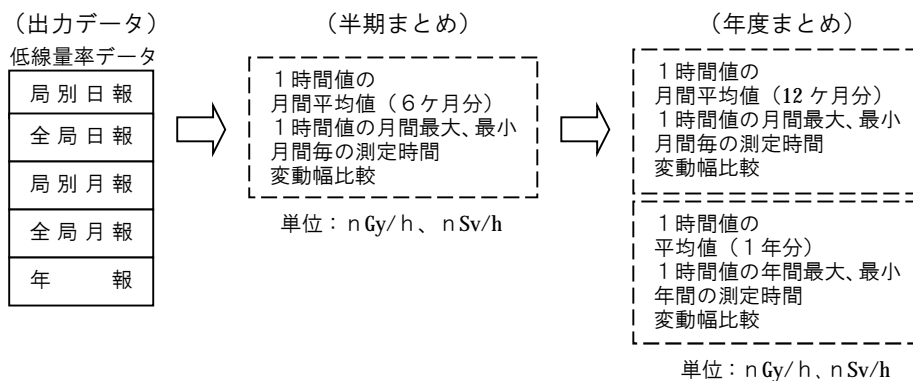 （出力データ）
低線量率データ
局別日報
全局日報
局別月報
全局月報
年　　報
（半期まとめ）
１時間値の
月間平均値（６ケ月分）
１時間値の月間最大、最小
月間毎の測定時間
変動幅比較
単位：ｎGy/ｈ、ｎSv/h
（年度まとめ）
１時間値の
月間平均値（12 ケ月分）
１時間値の月間最大、最小
月間毎の測定時間
変動幅比較
１時間値の
平均値（１年分）
１時間値の年間最大、最小
年間の測定時間
変動幅比較
単位：ｎGy/ｈ、ｎSv/h